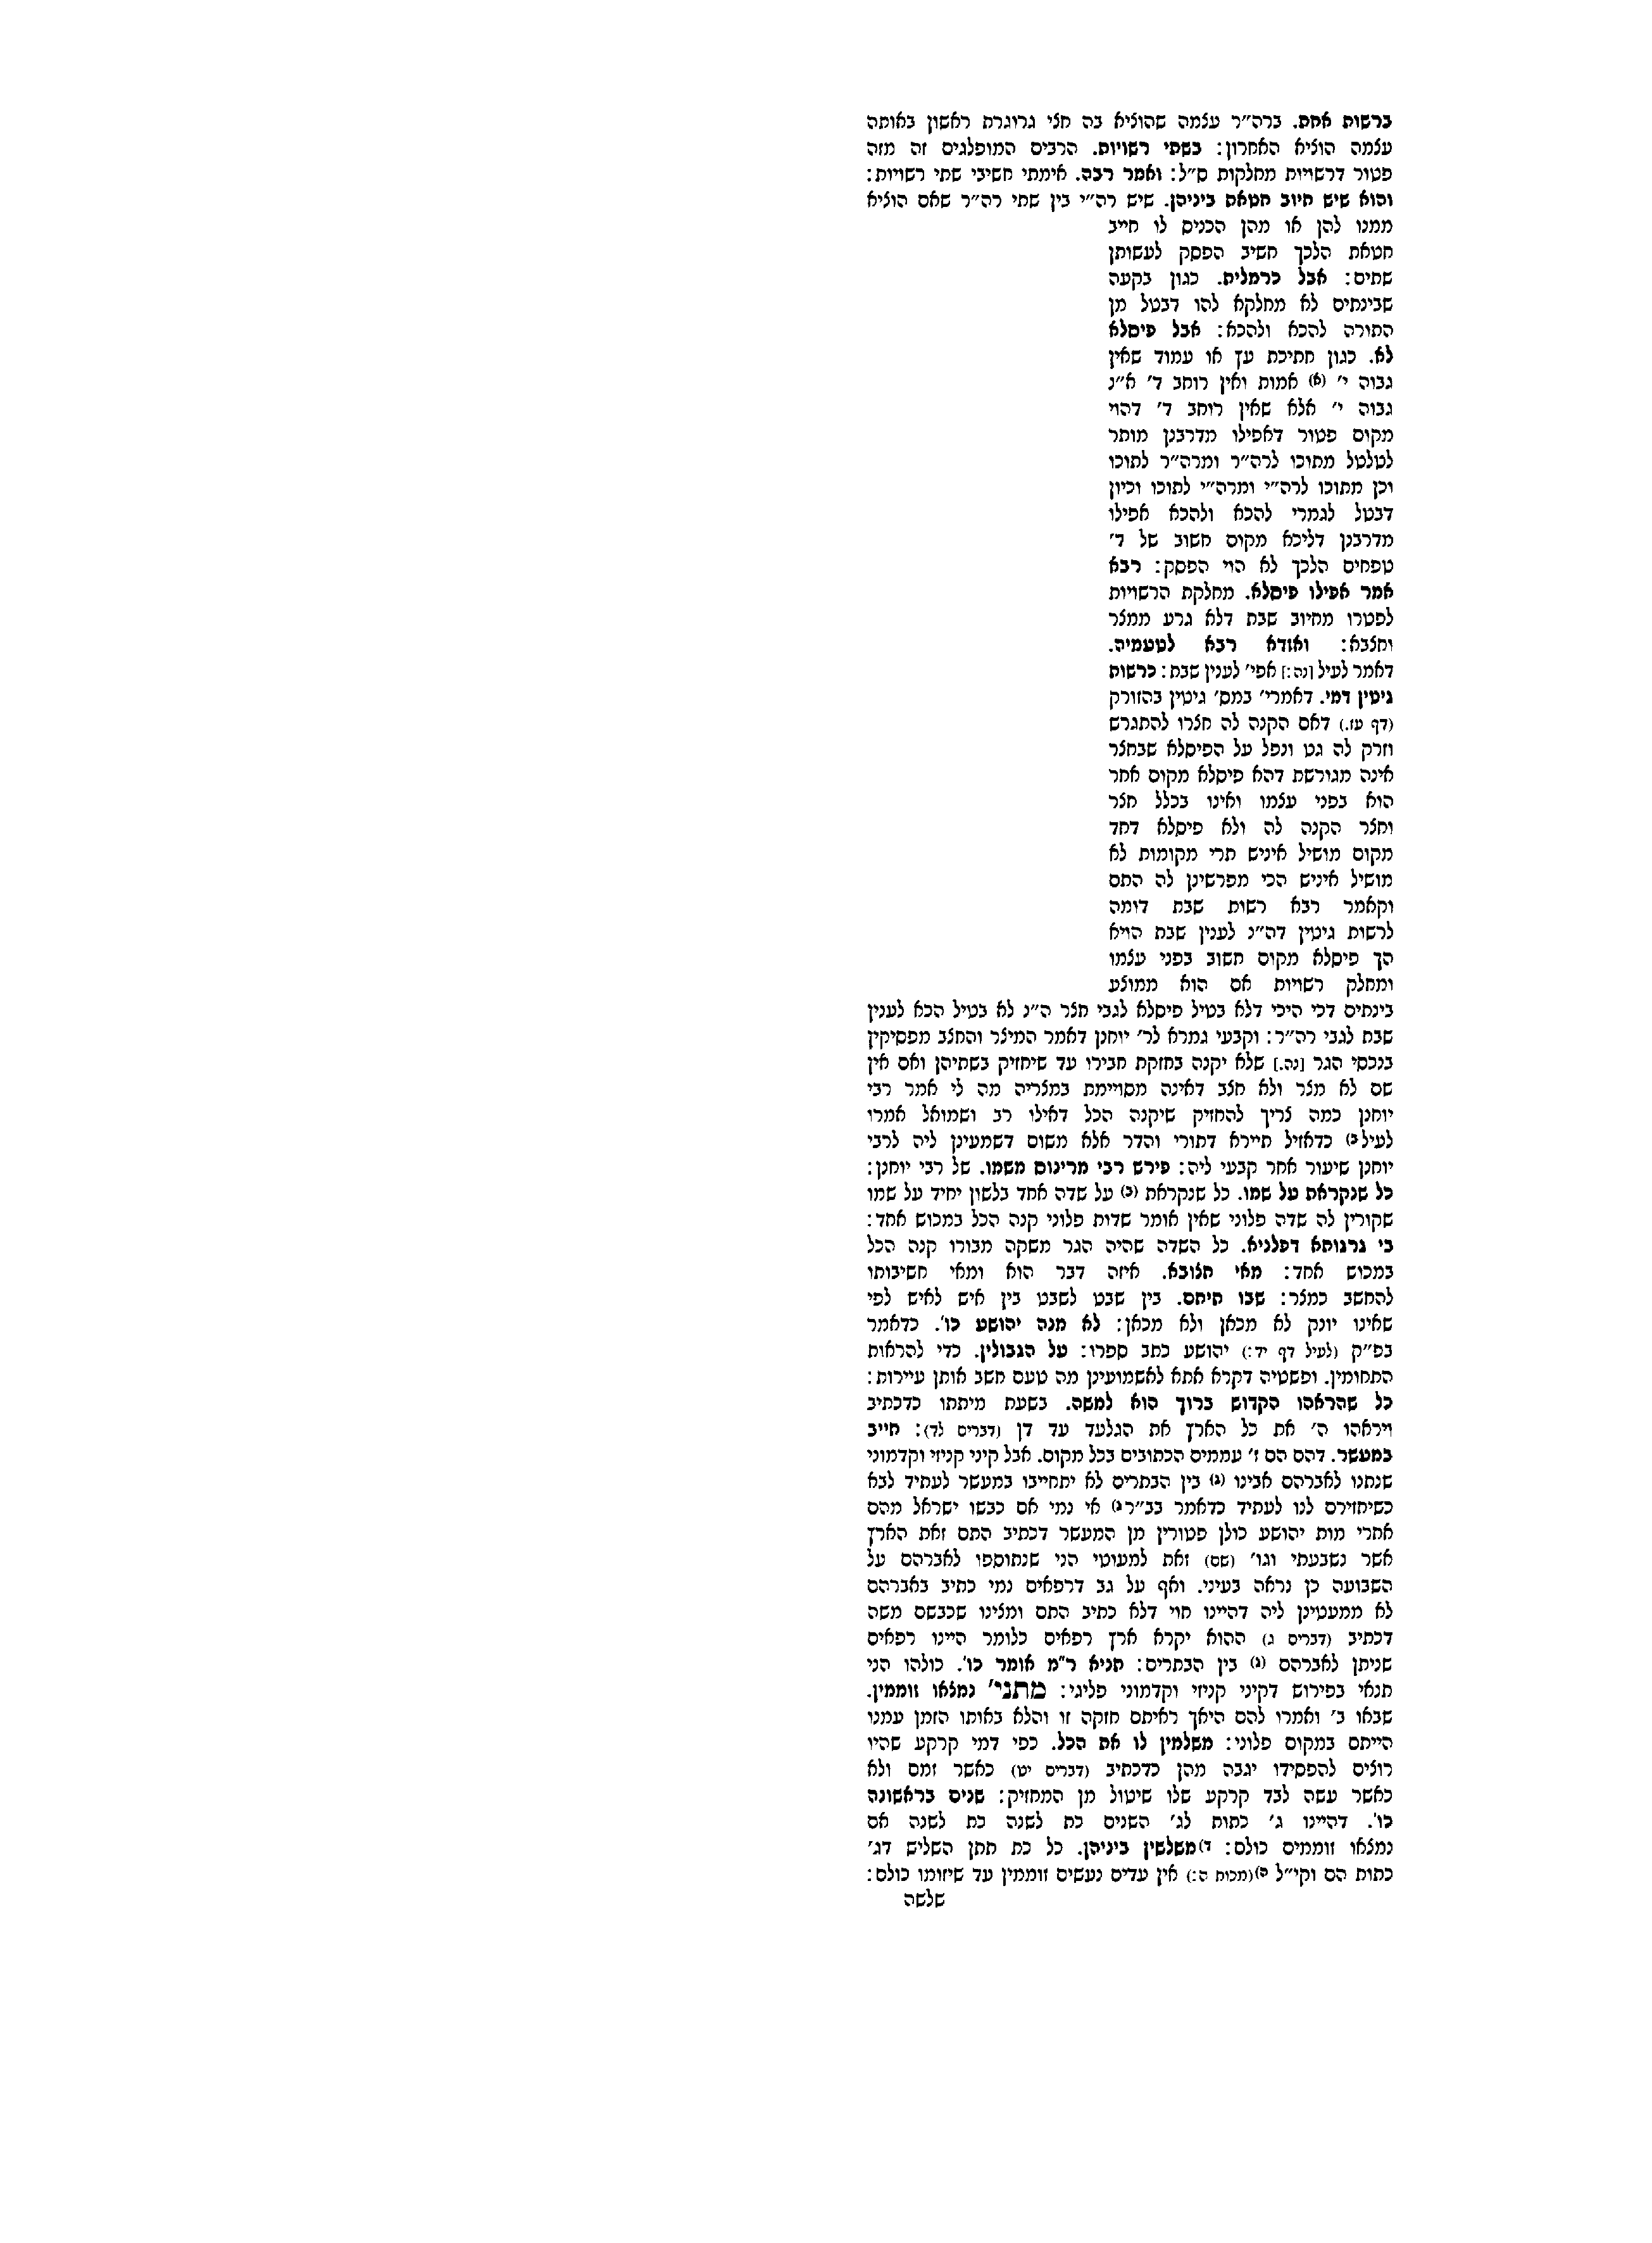 ברשות אחת. ברה״ר עצמה שהוציא בה חצי גרוגרת ראשון באותה
עצמה הוציא האחרון: בשתי רשויות. הרבים המופלגים זה מזה
פטור דרשויות מחלקות ס״ל: ואמר רבה. אימתי חשיבי שתי רשויות:
והוא שיש חיוב חטאת ביניהן. שיש רה״י בין שתי רה״ר שאם הוציא
ממנו להן או מהן הכניס לו חייב
חטאת הלכך חשיב הפסק לעשותן
שתים: אבל כרמלית. כגון בקעה
שבינתים לא מחלקא להו דבטל מן
התורה להכא ולהכא: אבל פיסלא
לא. כגון חתיכת עץ או עמוד שאין
גבוה י׳ (א) אמות ואין רוחב ד׳ א״נ
גבוה י׳ אלא שאין רוחב ד׳ דהוי
מקום פטור דאפילו מדרבנן מותר
לטלטל מתוכו לרה״ר ומרה״ר לתוכו
וכן מתוכו לרה״י ומרה״י לתוכו וכיון
דבטל לגמרי להכא ולהכא אפילו
מדרבנן דליכא מקום חשוב של ד׳
טפחים הלכך לא הוי הפסק: רבא
אמר אפילו פיסלא. מחלקת הרשויות
לפטרו מחיוב שבת דלא גרע ממצר
וחצבא: ואזדא רבא לטעמיה.
דאמר לעיל [נה:] אפי׳ לענין שבת: כרשות
גיטין דמי. דאמרי׳ במס׳ גיטין בהזורק
(דף עז.) דאם הקנה לה חצרו להתגרש
וזרק לה גט ונפל על הפיסלא שבחצר
אינה מגורשת דהא פיסלא מקום אחר
הוא בפני עצמו ואינו בכלל חצר
וחצר הקנה לה ולא פיסלא דחד
מקום מושיל איניש תרי מקומות לא
מושיל איניש הכי מפרשינן לה התם
וקאמר רבא רשות שבת דומה
לרשות גיטין דה״נ לענין שבת הויא
הך פיסלא מקום חשוב בפני עצמו
ומחלק רשויות אם הוא ממוצע
בינתים דכי היכי דלא בטיל פיסלא לגבי חצר ה״נ לא בטיל הכא לענין
שבת לגבי רה״ר: וקבעי גמרא לר׳ יוחנן דאמר המיצר והחצב מפסיקין
בנכסי הגר [נה.] שלא יקנה בחזקת חבירו עד שיחזיק בשתיהן ואם אין
שם לא מצר ולא חצב דאינה מסויימת במצריה מה לי אמר רבי
יוחנן כמה צריך להחזיק שיקנה הכל דאילו רב ושמואל אמרו
לעיל ב) כדאזיל תיירא דתורי והדר אלא משום דשמעינן ליה לרבי
יוחנן שיעור אחר קבעי ליה: פירש רבי מרינוס משמו. של רבי יוחנן:
כל שנקראת על שמו. כל שנקראת (ב) על שדה אחד בלשון יחיד על שמו
שקורין לה שדה פלוני שאין אומר שדות פלוני קנה הכל במכוש אחד:
בי גרגותא דפלניא. כל השדה שהיה הגר משקה מבורו קנה הכל
במכוש אחד: מאי חצובא. איזה דבר הוא ומאי חשיבותו
להחשב כמצר: שבו תיחם. בין שבט לשבט בין איש לאיש לפי
שאינו יונק לא מכאן ולא מכאן: לא מנה יהושע כו׳. כדאמר
בפ״ק (לעיל דף יד:) יהושע כתב ספרו: על הגבולין. כדי להראות
התחומין. ופשטיה דקרא אתא לאשמועינן מה טעם חשב אותן עיירות:
כל שהראהו הקדוש ברוך הוא למשה. בשעת מיתתו כדכתיב
ויראהו ה׳ את כל הארץ את הגלעד עד דן (דברים לד): חייב
במעשר. דהם הם ז׳ עממים הכתובים בכל מקום. אבל קיני קניזי וקדמוני
שנתנו לאברהם אבינו (ג) בין הבתרים לא יתחייבו במעשר לעתיד לבא
כשיחזירם לנו לעתיד כדאמר בב״ר ג) אי נמי אם כבשו ישראל מהם
אחרי מות יהושע כולן פטורין מן המעשר דכתיב התם זאת הארץ
אשר נשבעתי וגו׳ (שם) זאת למעוטי הני שנתוספו לאברהם על
השבועה כן נראה בעיני. ואף על גב דרפאים נמי כתיב באברהם
לא ממעטינן ליה דהיינו חוי דלא כתיב התם ומצינו שכבשם משה
דכתיב (דברים ג) ההוא יקרא ארץ רפאים כלומר היינו רפאים
שניתן לאברהם (ג) בין הבתרים: תניא ר״מ אומר כו׳. כולהו הני
תנאי בפירוש דקיני קניזי וקדמוני פליגי: מתני׳ נמצאו זוממין.
שבאו ב׳ ואמרו להם היאך ראיתם חזקה זו והלא באותו הזמן עמנו
הייתם במקום פלוני: משלמין לו את הכל. כפי דמי קרקע שהיו
רוצים להפסידו יגבה מהן כדכתיב (דברים יט) כאשר זמם ולא
כאשר עשה לבד קרקע שלו שיטול מן המחזיק: שנים בראשונה
כו׳. דהיינו ג׳ כתות לג׳ השנים כת לשנה כת לשנה אם
נמצאו זוממים כולם: ד) משלשין ביניהן. כל כת תתן השליש דג׳
כתות הם וקי״ל ה) (מכות ה:) אין עדים נעשים זוממין עד שיזומו כולם:
שלשה